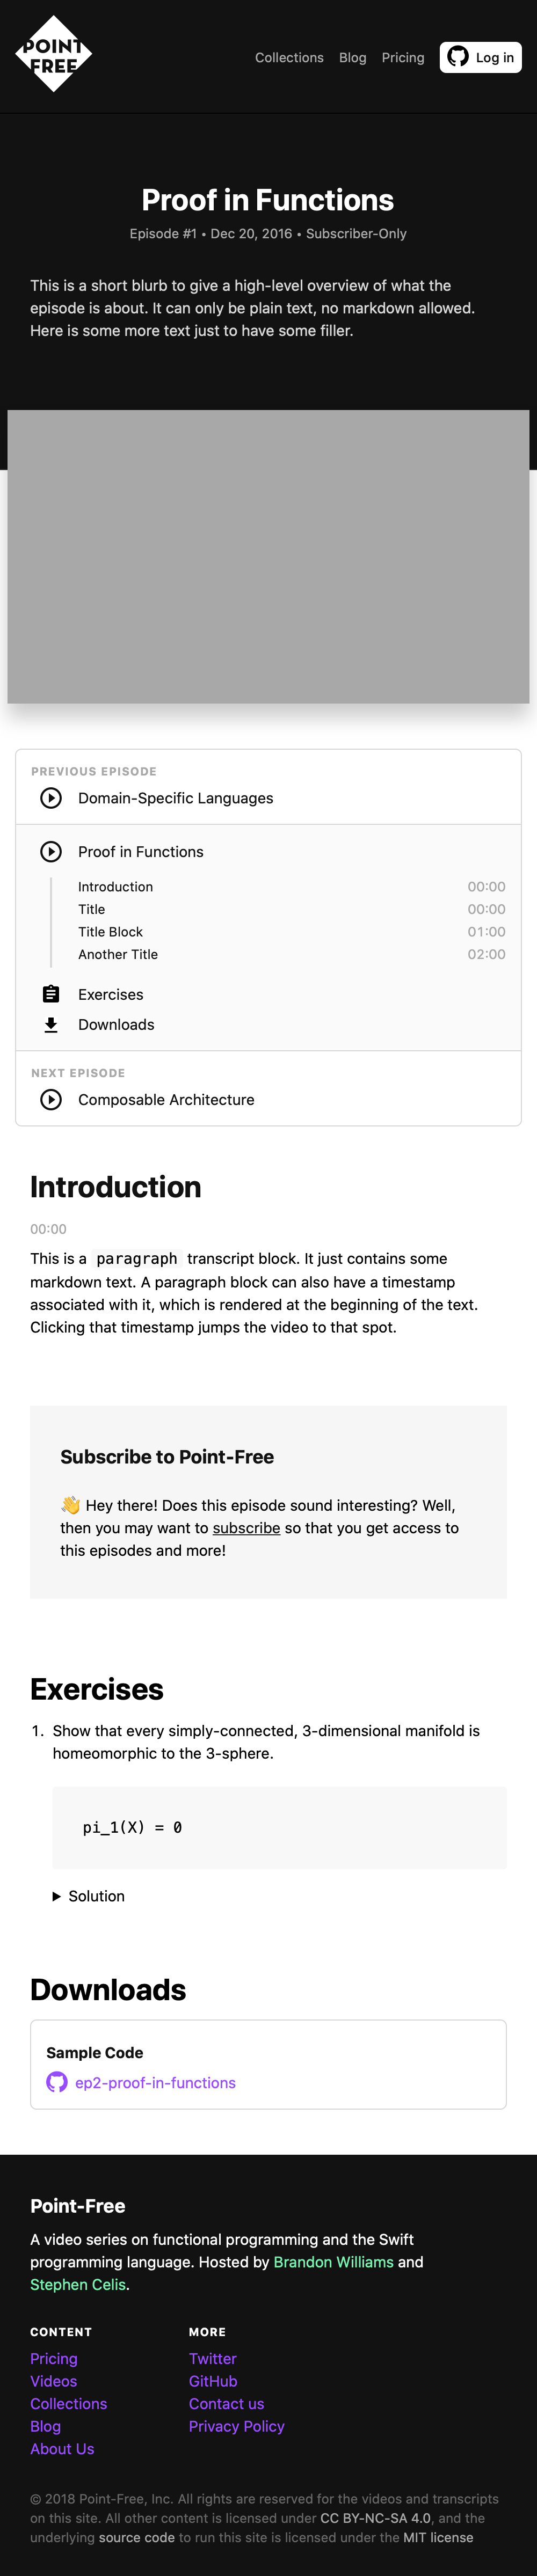 POINT
FREE
Collections Blog Pricing Log in
Proof in Functions
Episode #1 • Dec 20, 2016 • Subscriber-Only
This is a short blurb to give a high-level overview of what the
episode is about. It can only be plain text, no markdown allowed.
Here is some more text just to have some filler.
PREVIOUS EPISODE
Domain-Specific Languages
Proof in Functions
Introduction 00:00
Title 00:00
Title Block 01:00
Another Title 02:00
Exercises
Downloads
NEXT EPISODE
Composable Architecture
Introduction
00:00
This is a paragraph transcript block. It just contains some
markdown text. A paragraph block can also have a timestamp
associated with it, which is rendered at the beginning of the text.
Clicking that timestamp jumps the video to that spot.
Subscribe to Point-Free
👋 Hey there! Does this episode sound interesting? Well,
then you may want to subscribe so that you get access to
this episodes and more!
Exercises
1. Show that every simply-connected, 3-dimensional manifold is
homeomorphic to the 3-sphere.
pi_1(X) = 0
Solution
Downloads
Sample Code
ep2-proof-in-functions
Point-Free
A video series on functional programming and the Swift
programming language. Hosted by Brandon Williams and
Stephen Celis.
CONTENT MORE
Pricing Twitter
Videos GitHub
Collections Contact us
Blog Privacy Policy
About Us
© 2018 Point-Free, Inc. All rights are reserved for the videos and transcripts
on this site. All other content is licensed under CC BY-NC-SA 4.0, and the
underlying source code to run this site is licensed under the MIT license